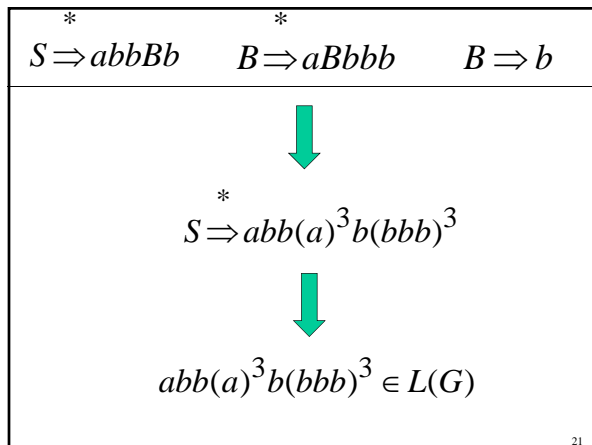 S ⇒* abbBb    B ⇒* aBbbb    B ⇒ b
S ⇒* abb(a)³b(bbb)³
abb(a)³b(bbb)³ ∈ L(G)
21